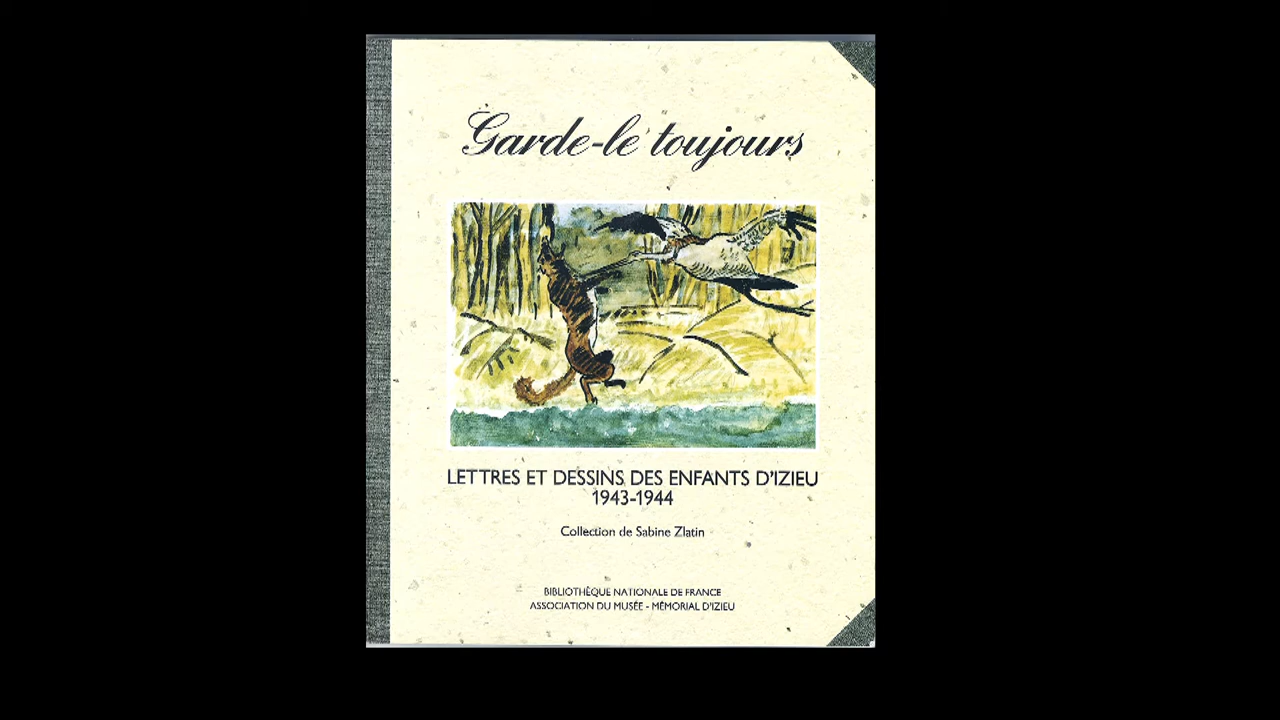 Garde-le toujours
LETTRES ET DESSINS DES ENFANTS D'IZIEU
1943-1944
Collection de Sabine Zlatin
BIBLIOTHÈQUE NATIONALE DE FRANCE
ASSOCIATION DU MUSÉE - MÉMORIAL D'IZIEU